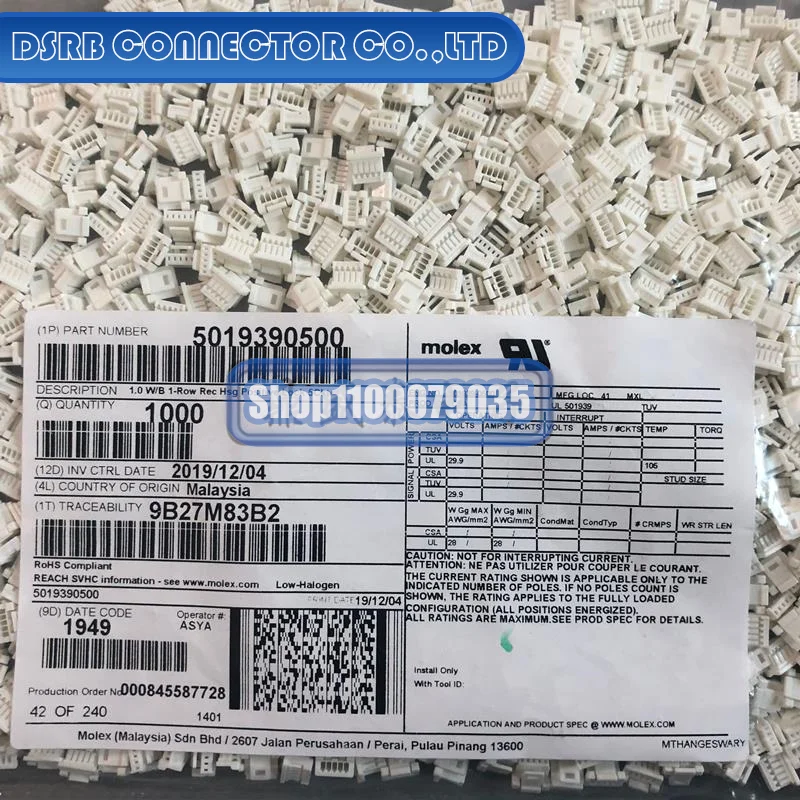 DSRB CONNECTOR CO.,LTD
(1P) PART NUMBER 5019390500
DESCRIPTION 1.0 W/B 1-Row Rec Hsg
(Q) QUANTITY 1000
(12D) INV CTRL DATE 2019/12/04
(4L) COUNTRY OF ORIGIN Malaysia
(1T) TRACEABILITY 9B27M83B2
RoHS Compliant
REACH SVHC information - see www.molex.com Low-Halogen
5019390500 PRINT DATE 19/12/04
(9D) DATE CODE Operator #:
1949 ASYA
Production Order No 000845587728
42 OF 240 1401
molex
Shop1100079035
MFG LOC 41 MXL
UL 501939 TUV
INTERRUPT
VOLTS AMPS / #CKTS VOLTS AMPS / #CKTS TEMP TORQ
POWER
CSA
TUV
UL 29.9 105
SIGNAL
CSA STUD SIZE
TUV
UL 29.9
W Gg MAX W Gg MIN
AWG/mm2 AWG/mm2 CondMat CondTyp # CRMPS WR STR LEN
CSA / /
UL 28 / 28 /
CAUTION: NOT FOR INTERRUPTING CURRENT.
ATTENTION: NE PAS UTILIZER POUR COUPER LE COURANT.
THE CURRENT RATING SHOWN IS APPLICABLE ONLY TO THE
INDICATED NUMBER OF POLES. IF NO POLES COUNT IS
SHOWN, THE RATING APPLIES TO THE FULLY LOADED
CONFIGURATION (ALL POSITIONS ENERGIZED).
ALL RATINGS ARE MAXIMUM.SEE PROD SPEC FOR DETAILS.
Install Only
With Tool ID:
APPLICATION AND PRODUCT SPEC @ WWW.MOLEX.COM
Molex (Malaysia) Sdn Bhd / 2607 Jalan Perusahaan / Perai, Pulau Pinang 13600
MTHANGESWARY